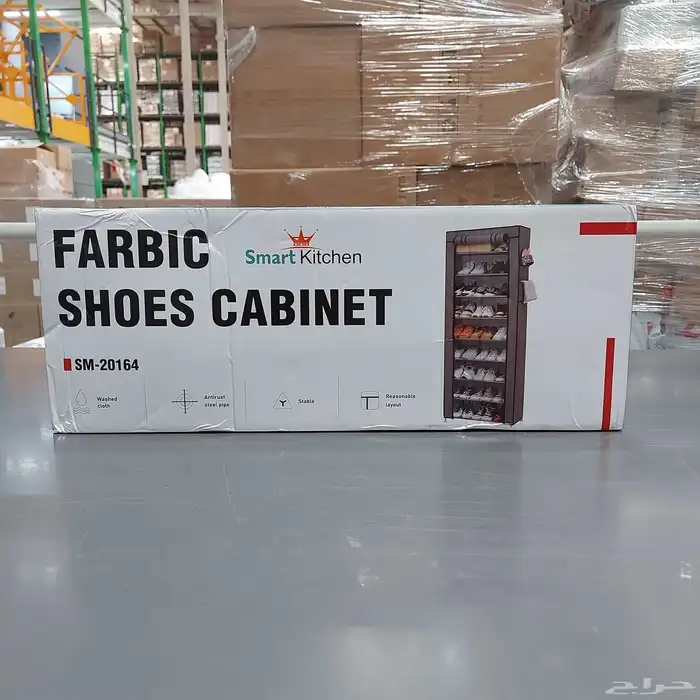 FARBIC
Smart Kitchen
SHOES CABINET
SM-20164
Washed
cloth
Antirust
steel pipe
Stable
Reasonable
layout
حراج